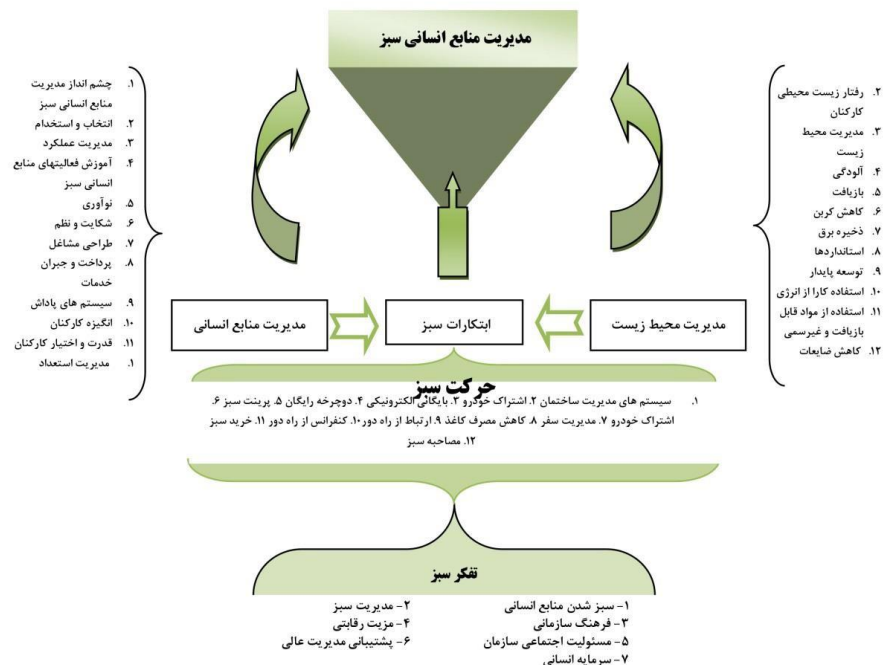 مدیریت منابع انسانی سبز
۱. چشم انداز مدیریت
منابع انسانی سبز
۲. انتخاب و استخدام
۳. مدیریت عملکرد
۴. آموزش فعالیتهای منابع
انسانی سبز
۵. نوآوری
۶. شکایت و نظم
۷. طراحی مشاغل
۸. پرداخت و جبران
خدمات
۹. سیستم های پاداش
۱۰. انگیزه کارکنان
۱۱. قدرت و اختیار کارکنان
۱. مدیریت استعداد
۲. رفتار زیست محیطی
کارکنان
۳. مدیریت محیط
زیست
۴. آلودگی
۵. بازیافت
۶. کاهش کربن
۷. ذخیره برق
۸. استانداردها
۹. توسعه پایدار
۱۰. استفاده کارا از انرژی
۱۱. استفاده از مواد قابل
بازیافت و غیرسمی
۱۲. کاهش ضایعات
مدیریت محیط زیست
ابتکارات سبز
مدیریت منابع انسانی
حرکت سبز
۱. سیستم های مدیریت ساختمان ۲. اشتراک خودرو ۳. بایگانی الکترونیکی ۴. دوچرخه رایگان ۵. پرینت سبز ۶.
اشتراک خودرو ۷. مدیریت سفر ۸. کاهش مصرف کاغذ ۹. ارتباط از راه دور ۱۰. کنفرانس از راه دور ۱۱. خرید سبز
۱۲. مصاحبه سبز
تفکر سبز
۱- سبز شدن منابع انسانی ۲- مدیریت سبز
۳- فرهنگ سازمانی ۴- مزیت رقابتی
۵- مسئولیت اجتماعی سازمان ۶- پشتیبانی مدیریت عالی
۷- سرمایه انسانی